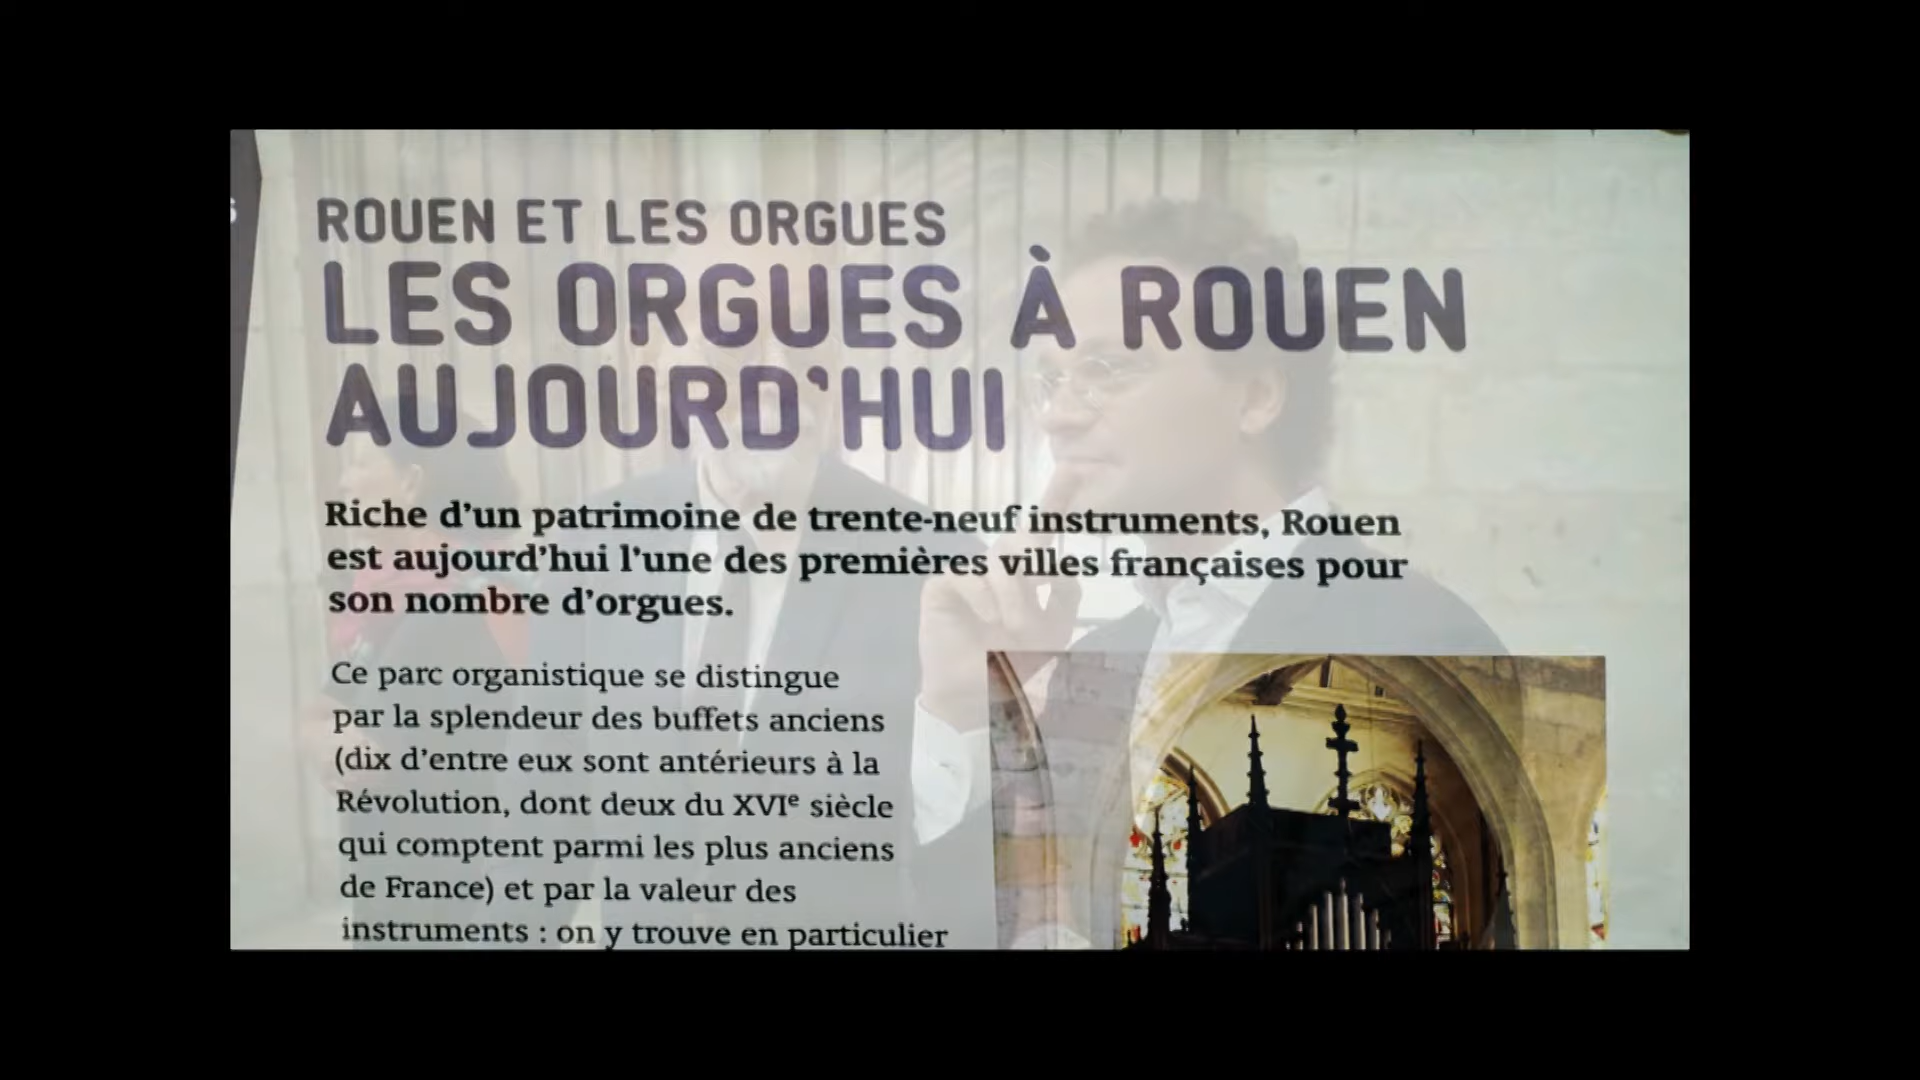 ROUEN ET LES ORGUES
LES ORGUES À ROUEN
AUJOURD'HUI
Riche d'un patrimoine de trente-neuf instruments, Rouen
est aujourd'hui l'une des premières villes françaises pour
son nombre d'orgues.
Ce parc organistique se distingue
par la splendeur des buffets anciens
(dix d'entre eux sont antérieurs à la
Révolution, dont deux du XVIe siècle
qui comptent parmi les plus anciens
de France) et par la valeur des
instruments : on y trouve en particulier